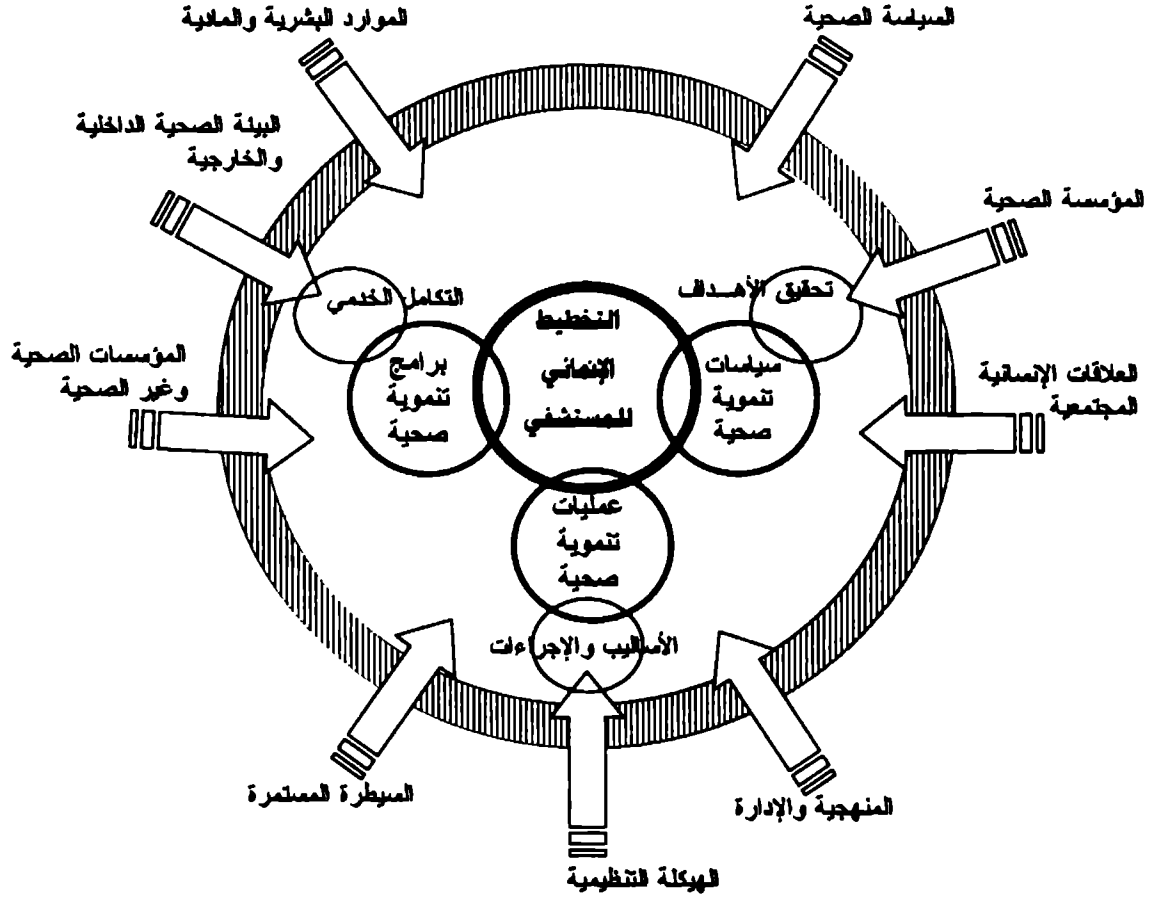 السياسة الصحية
الموارد البشرية والمادية
البيئة الصحية الداخلية
والخارجية
المؤسسة الصحية
تحقيق الأهـداف
التكامل الخدمي
التخطيط
الإنمائي
للمستشفي
سياسات
تنموية
صحية
برامج
تنموية
صحية
العلاقات الإنسانية
المجتمعية
المؤسسات الصحية
وغير الصحية
عمليات
تنموية
صحية
الأساليب والإجراءات
المنهجية والإدارة
السيطرة المستمرة
الهيكلة التنظيمية